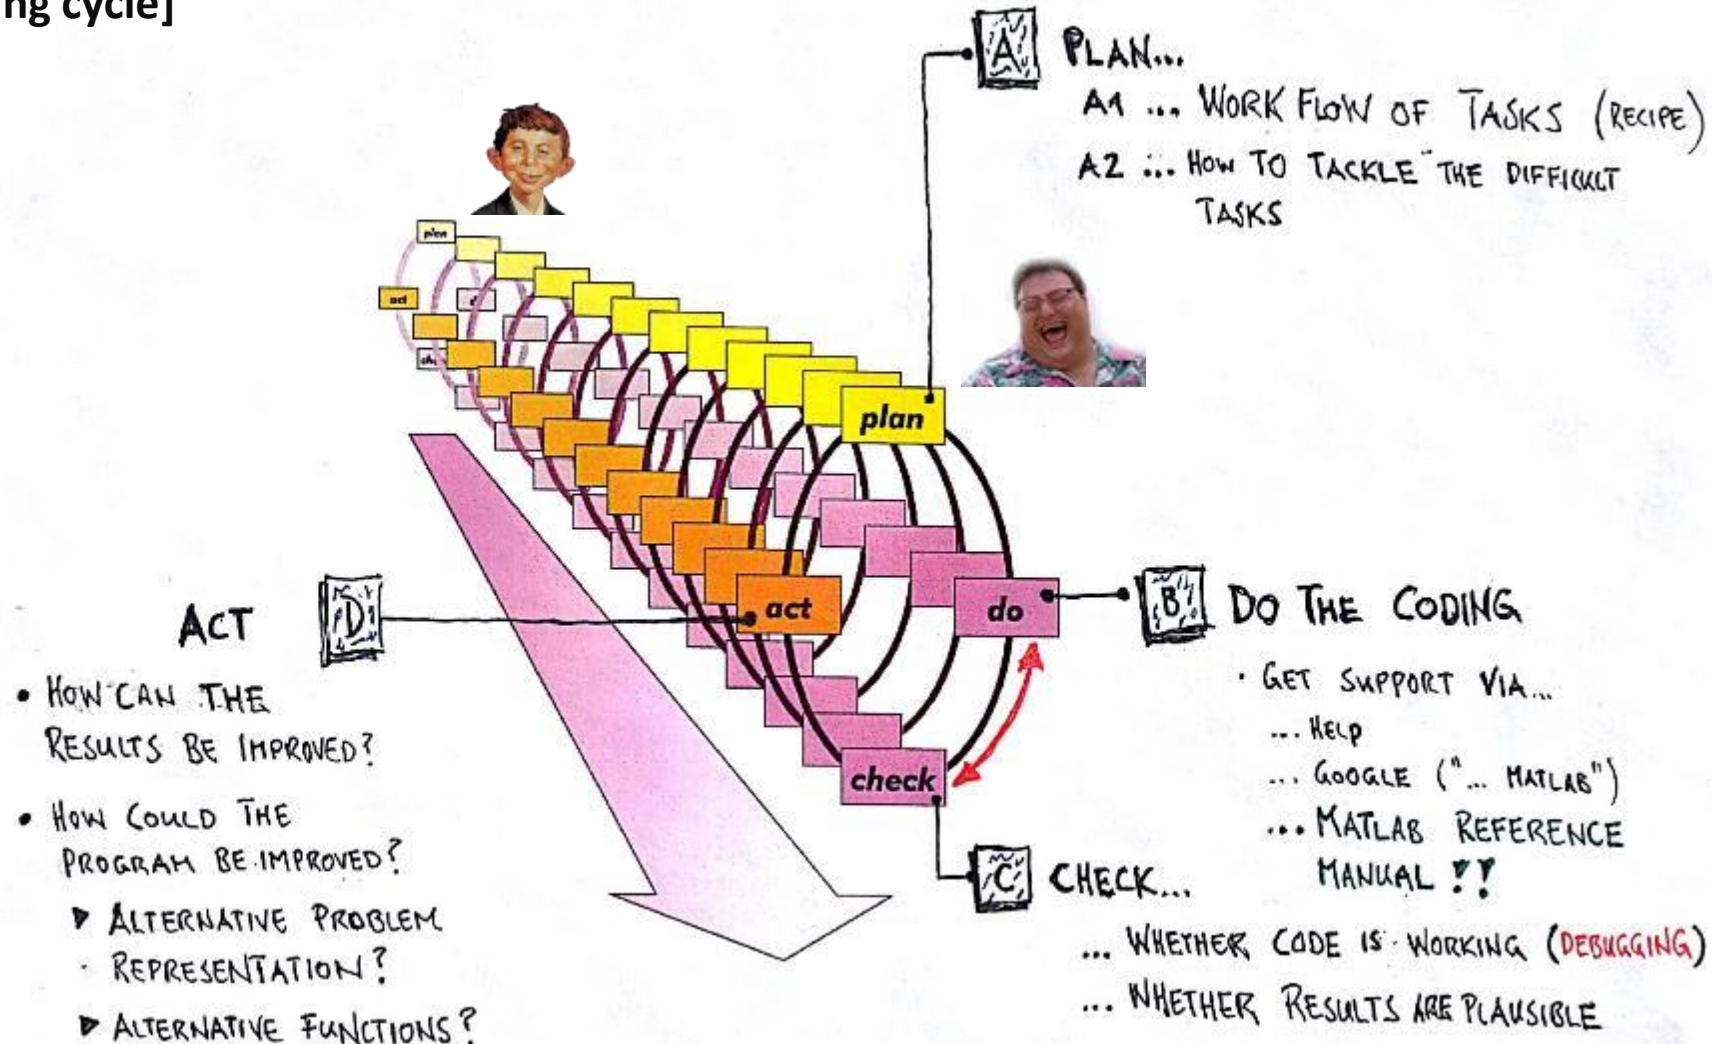 ng cycle]
A PLAN...
A1 ... WORK FLOW OF TASKS (RECIPE)
A2 ... HOW TO TACKLE THE DIFFICULT
TASKS
plan
act
plan
act
do
D
ACT
• HOW CAN THE
RESULTS BE IMPROVED?
• HOW COULD THE
PROGRAM BE IMPROVED?
▶ ALTERNATIVE PROBLEM
REPRESENTATION?
▶ ALTERNATIVE FUNCTIONS?
B DO THE CODING
· GET SUPPORT VIA...
... HELP
... GOOGLE ("... MATLAB")
... MATLAB REFERENCE
MANUAL !!
check
C CHECK...
... WHETHER CODE IS WORKING (DEBUGGING)
... WHETHER RESULTS ARE PLAUSIBLE